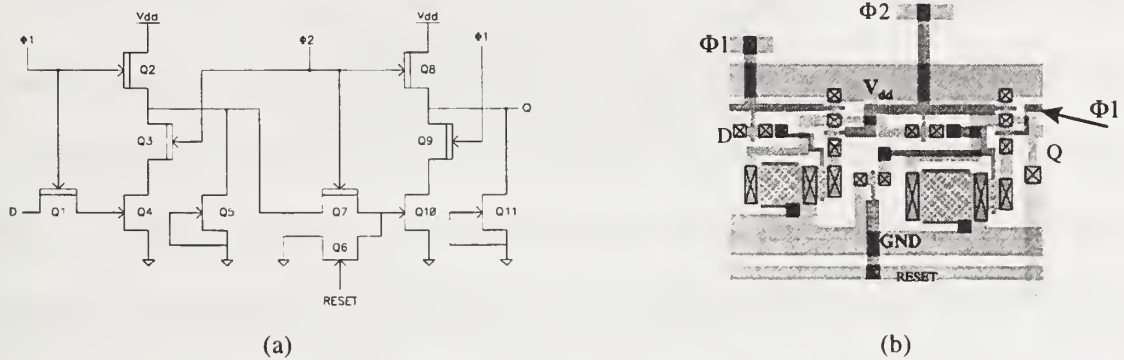 Vdd
Vdd
Φ1
Φ2
Φ1
Q2
Q8
Q
Q3
Q9
D
Q1
Q4
Q5
Q7
Q10
Q11
Q6
RESET
(a)
Φ2
Φ1
Vdd
Φ1
D
Q
GND
RESET
(b)